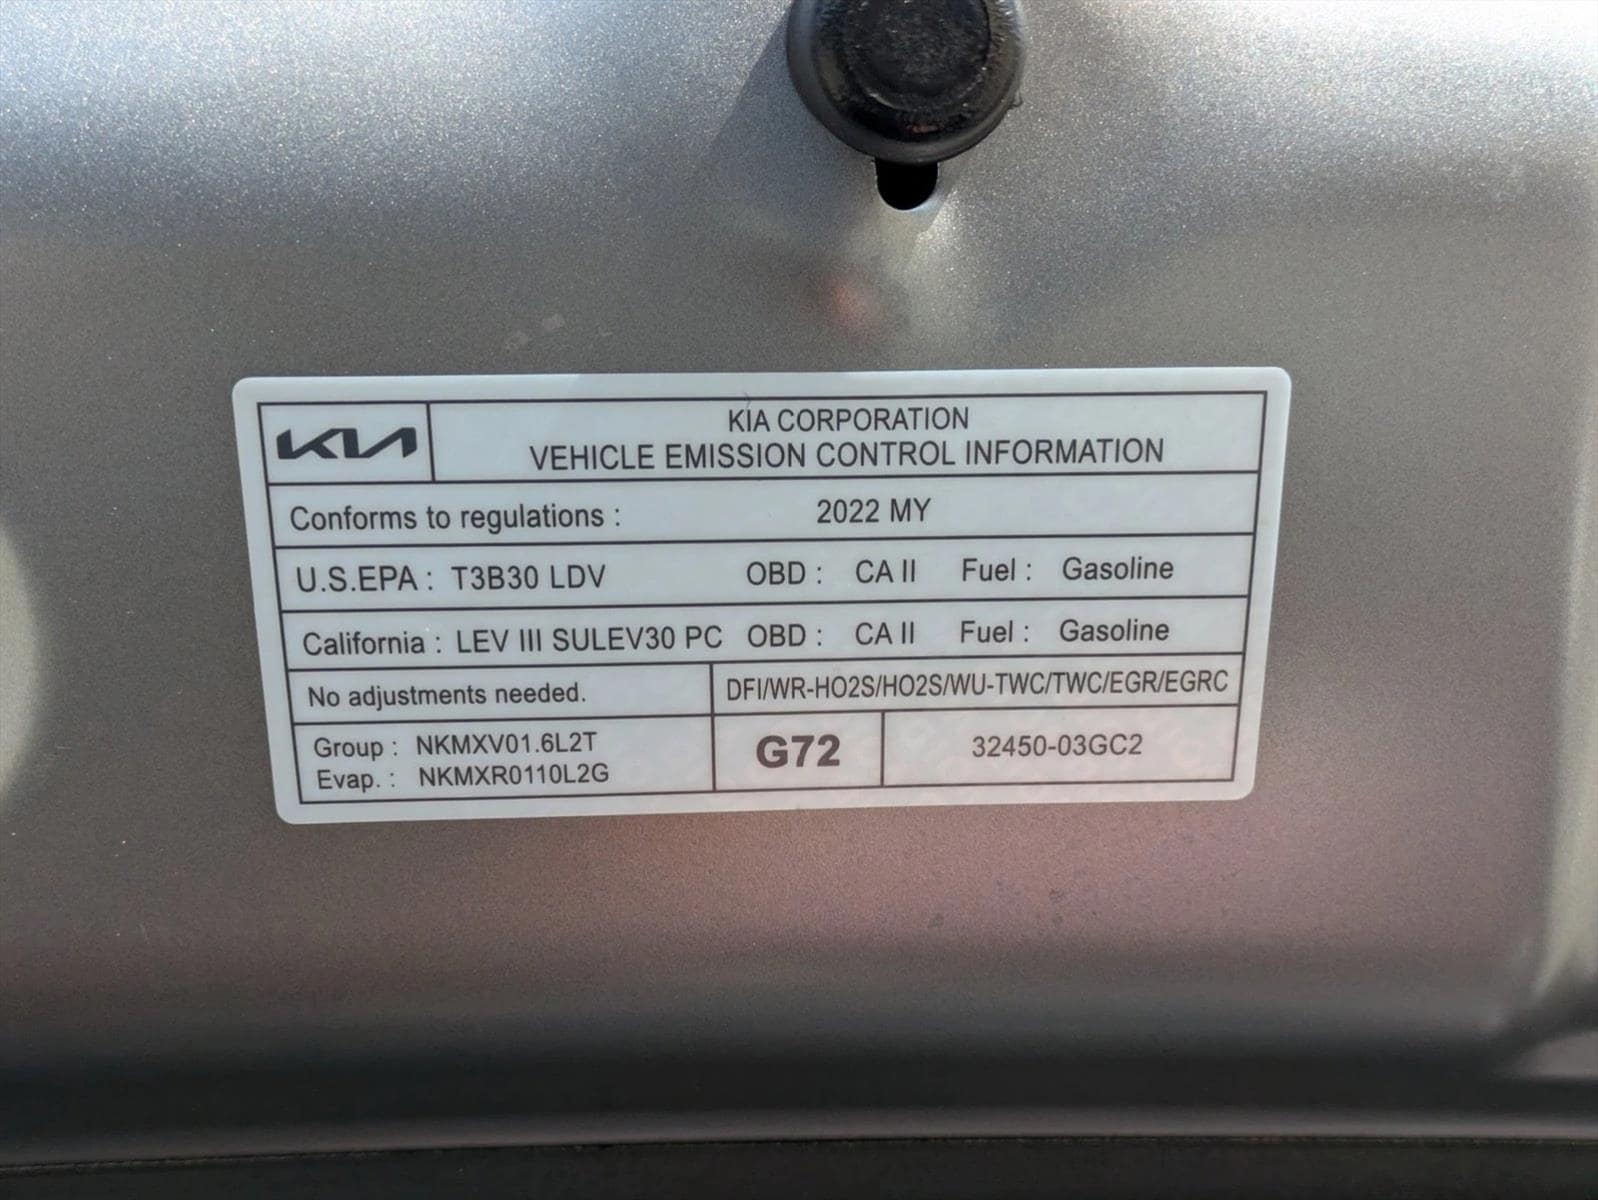 KIA
KIA CORPORATION
VEHICLE EMISSION CONTROL INFORMATION
Conforms to regulations : 2022 MY
U.S.EPA : T3B30 LDV OBD : CA II Fuel : Gasoline
California : LEV III SULEV30 PC OBD : CA II Fuel : Gasoline
No adjustments needed. DFI/WR-HO2S/HO2S/WU-TWC/TWC/EGR/EGRC
Group : NKMXV01.6L2T
Evap. : NKMXR0110L2G
G72
32450-03GC2